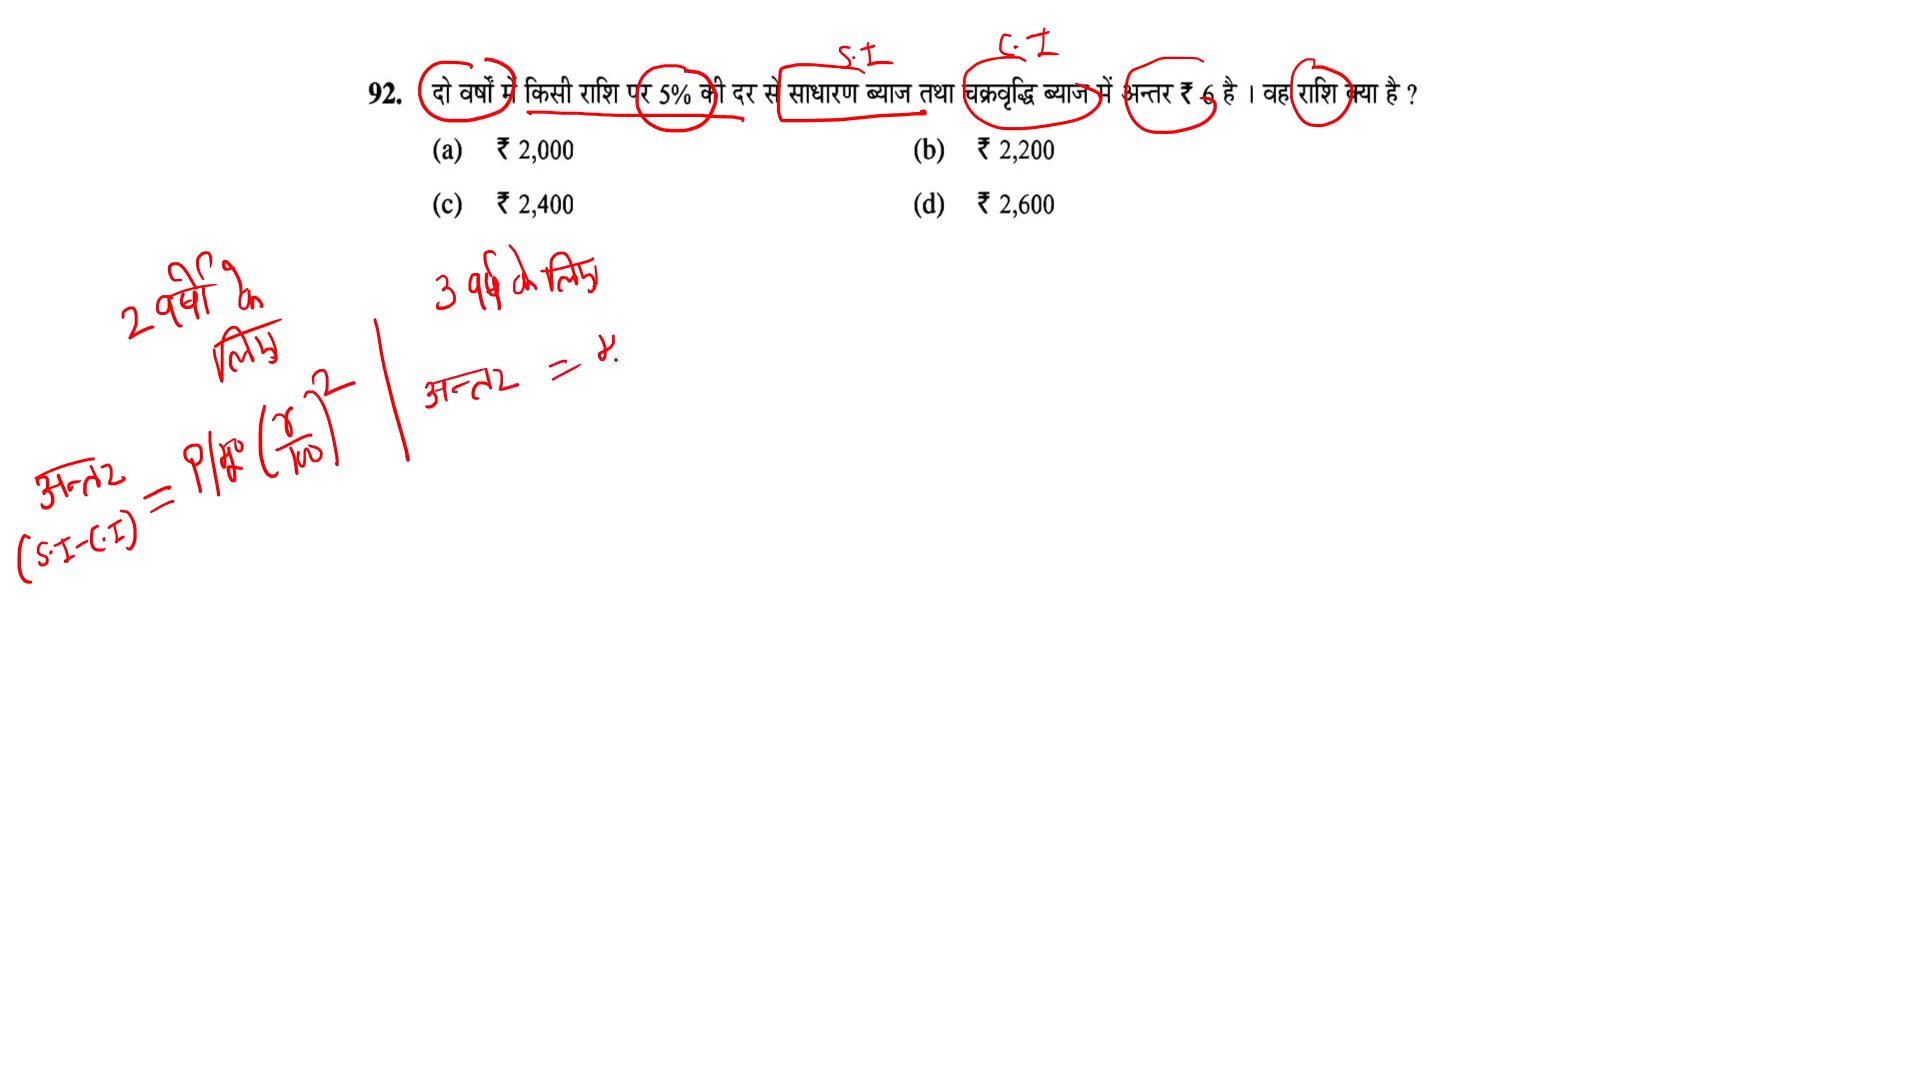 S.I C.I
92. दो वर्षों में किसी राशि पर 5% की दर से साधारण ब्याज तथा चक्रवृद्धि ब्याज में अन्तर ₹ 6 है । वह राशि क्या है ?
(a) ₹ 2,000 (b) ₹ 2,200
(c) ₹ 2,400 (d) ₹ 2,600
2 वर्षों के
लिए
3 वर्ष के लिए
अन्तर =
अन्तर = P/मू० (r/100)2
(S.I-C.I)